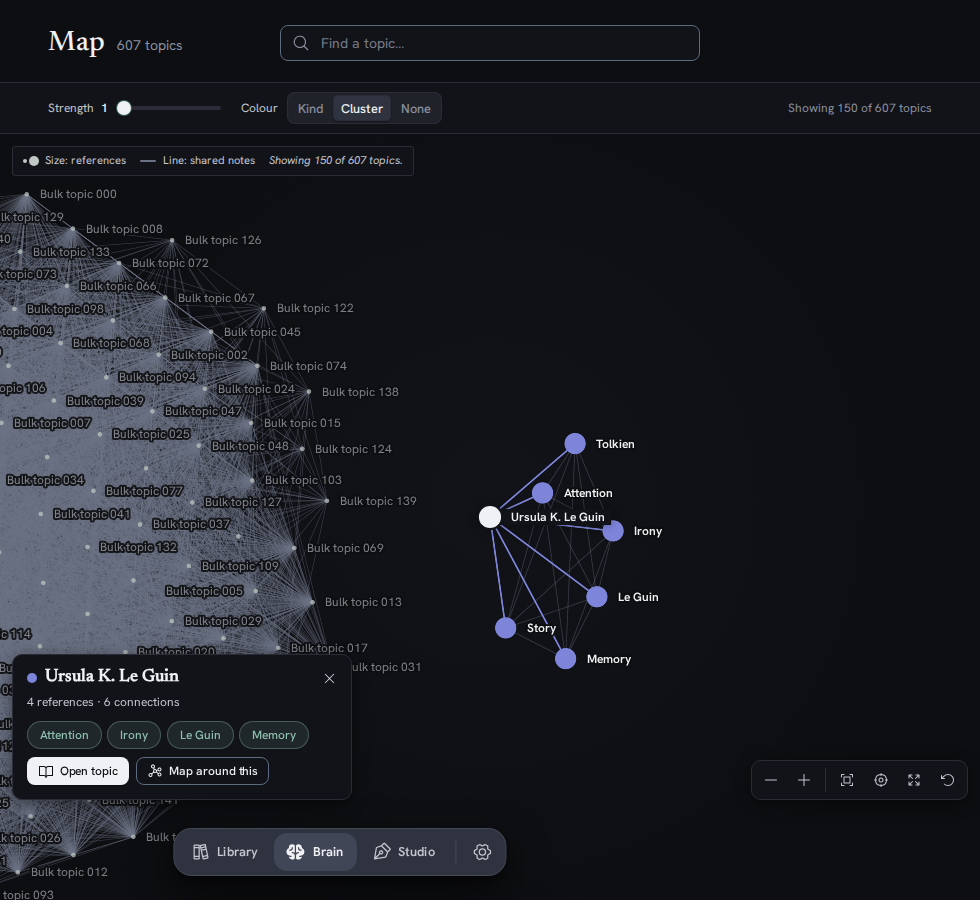 Map 607 topics
Find a topic...
Strength 1
Colour Kind Cluster None
Showing 150 of 607 topics
Size: references Line: shared notes Showing 150 of 607 topics.
Bulk topic 000
lk topic 129
Bulk topic 008
40
Bulk topic 126
Bulk topic 133
Bulk topic 072
k topic 073
Bulk topic 066
Bulk topic 067
Bulk topic 098
Bulk topic 122
topic 004
Bulk topic 045
Bulk topic 068
Bulk topic 002
Bulk topic 074
Bulk topic 094
opic 106
Bulk topic 024
Bulk topic 138
Bulk topic 039
Bulk topic 047
Bulk topic 007
Bulk topic 015
Bulk topic 025
Bulk topic 048
Bulk topic 124
Bulk topic 034
Bulk topic 103
Bulk topic 077
Bulk topic 127
Bulk topic 139
Bulk topic 041
Bulk topic 037
Bulk topic 132
Bulk topic 069
Bulk topic 109
Bulk topic 005
Bulk topic 013
Bulk topic 029
c 114
Bulk topic 017
Bulk topic 020
ulk topic 031
Tolkien
Attention
Ursula K. Le Guin
Irony
Le Guin
Story
Memory
Ursula K. Le Guin
4 references · 6 connections
Attention Irony Le Guin Memory
Open topic Map around this
Bulk topic 141
k topic 026
Bulk t
Bulk topic 012
topic 093
Library Brain Studio